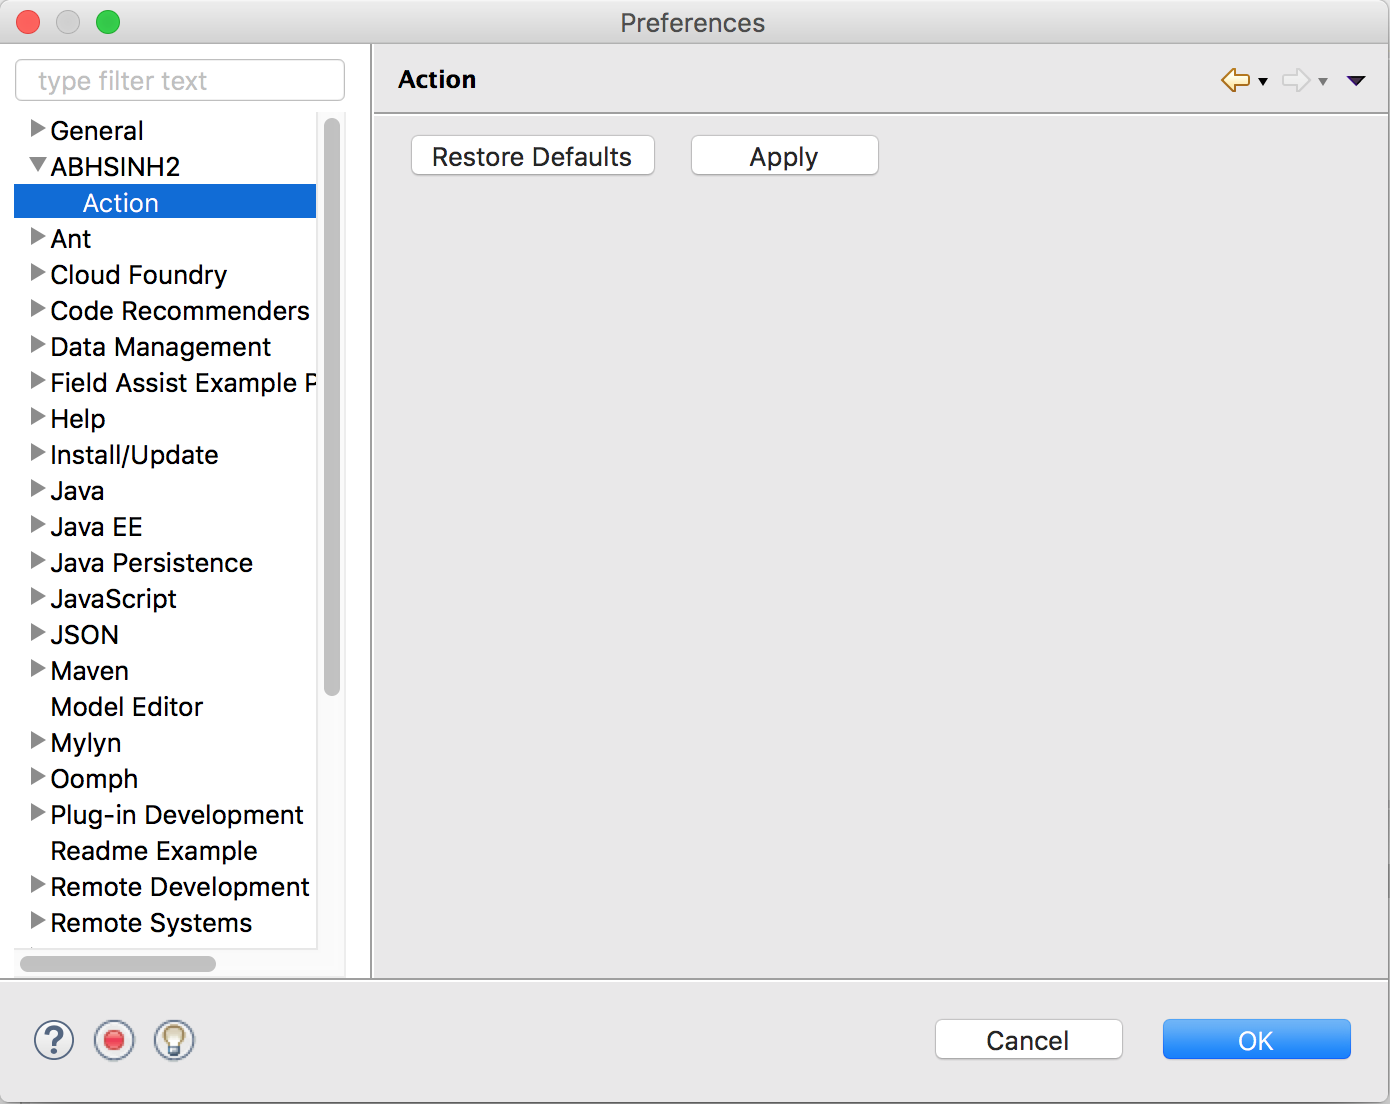 Preferences
type filter text
Action
General
ABHSINH2
Action
Ant
Cloud Foundry
Code Recommenders
Data Management
Field Assist Example P
Help
Install/Update
Java
Java EE
Java Persistence
JavaScript
JSON
Maven
Model Editor
Mylyn
Oomph
Plug-in Development
Readme Example
Remote Development
Remote Systems
Restore Defaults Apply
? Cancel OK